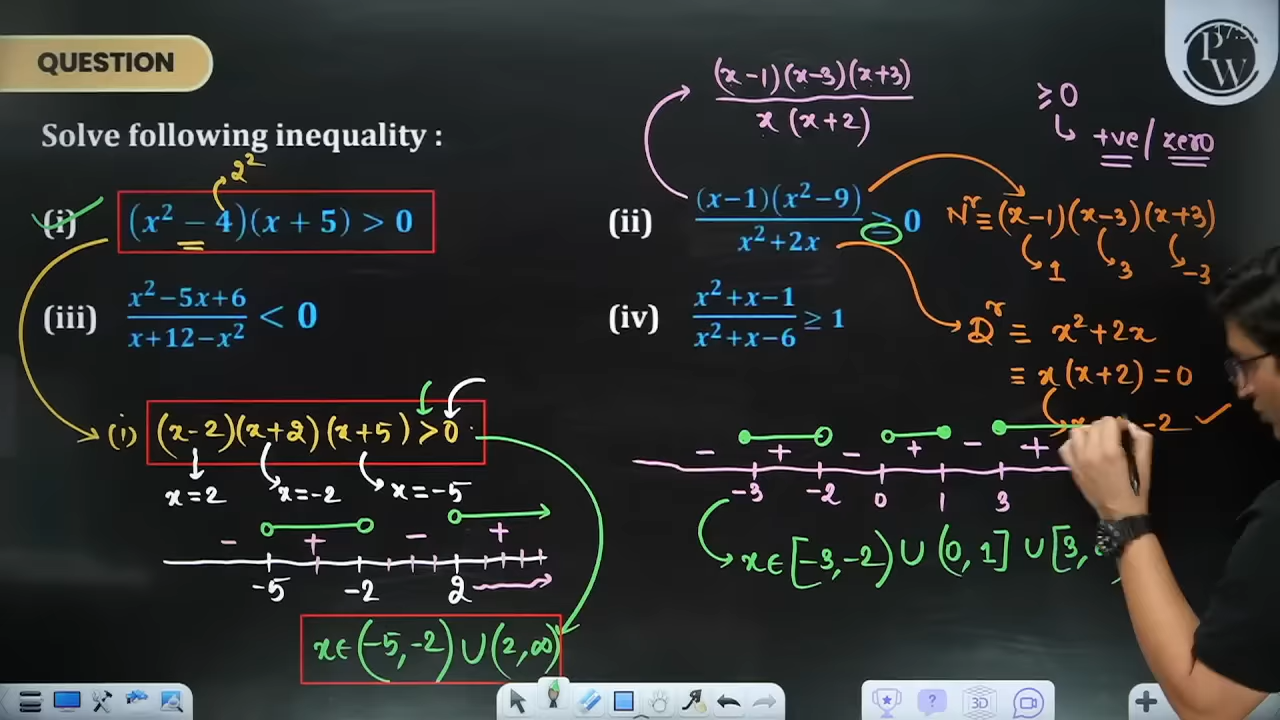 QUESTION
Solve following inequality :
2²
(i) (x² − 4)(x + 5) > 0
(ii) (x−1)(x²−9)/x²+2x ≥ 0
(iii) x²−5x+6/x+12−x² < 0
(iv) x²+x−1/x²+x−6 ≥ 1
(i) (x-2)(x+2)(x+5) > 0
x=2 x=-2 x=-5
- + - +
-5 -2 2
x∈(-5,-2)∪(2,∞)
(x-1)(x-3)(x+3)
x(x+2)
≥0
+ve/zero
Nʳ ≡ (x-1)(x-3)(x+3)
1 3 -3
Dʳ ≡ x²+2x
≡ x(x+2)=0
-2
- + - + - +
-3 -2 0 1 3
x∈[-3,-2)∪(0,1]∪[3,
PW
3D